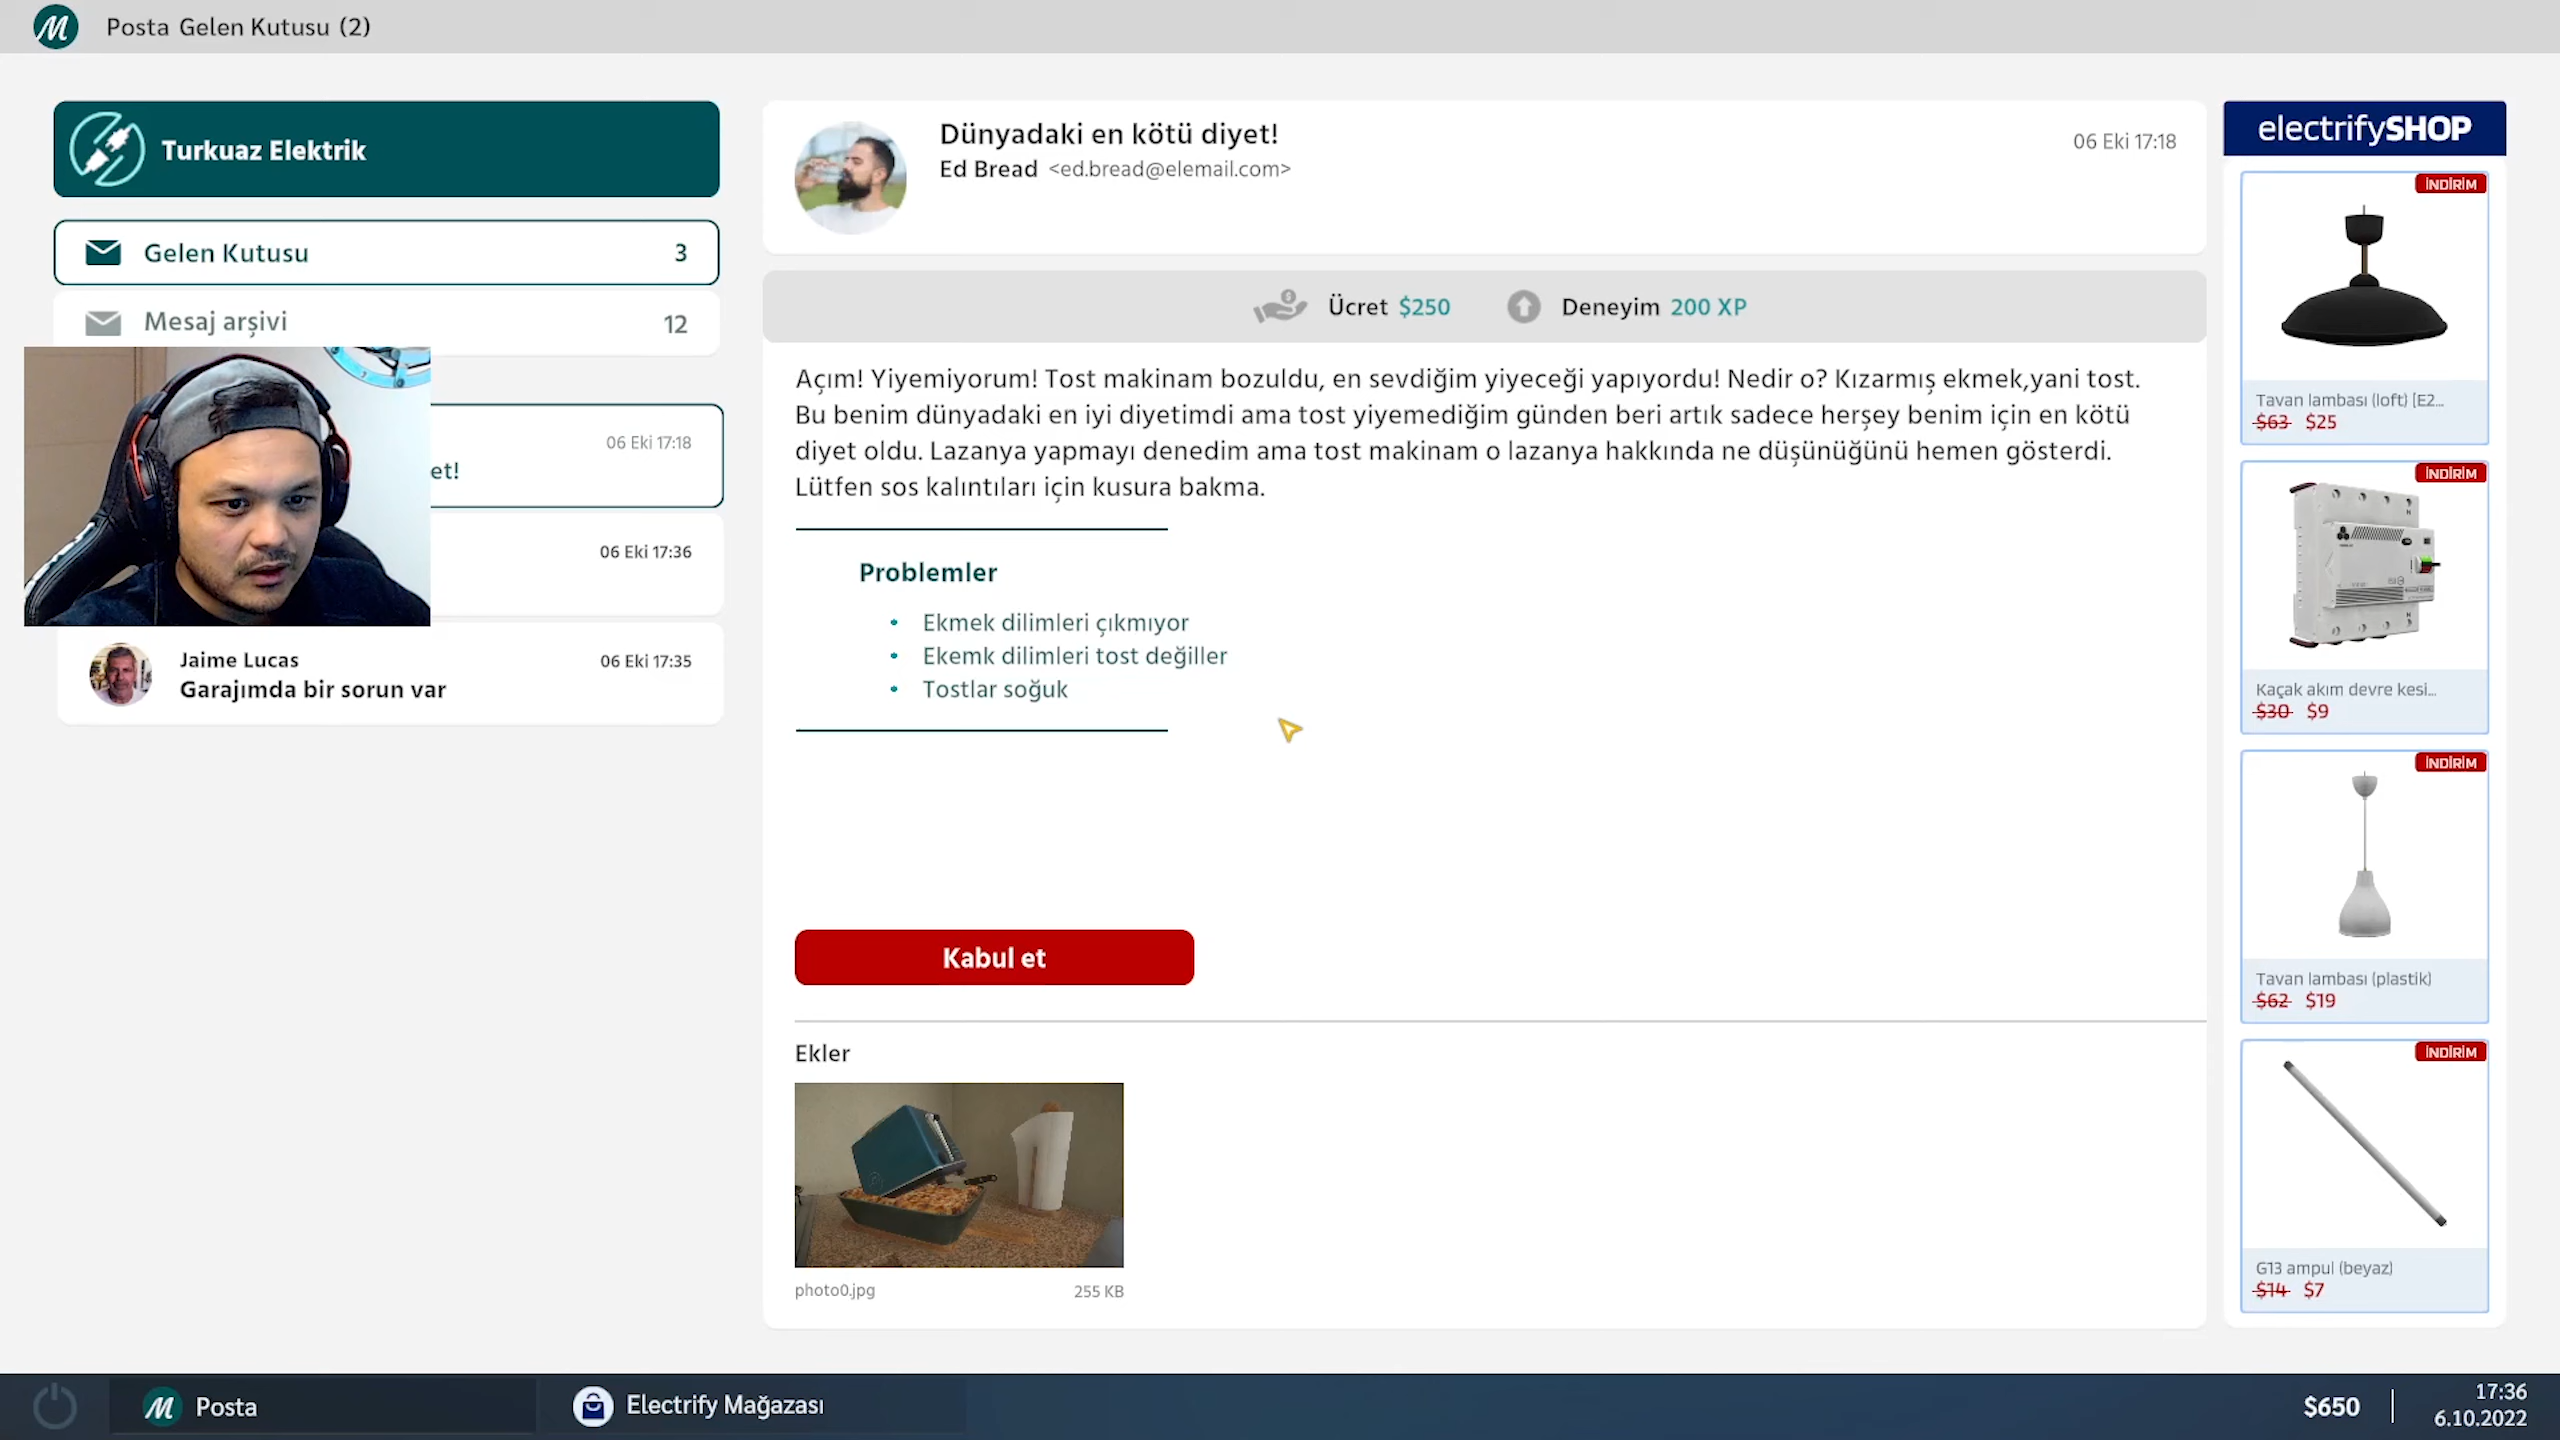 Posta Gelen Kutusu (2)
Turkuaz Elektrik
Gelen Kutusu 3
Mesaj arşivi 12
06 Eki 17:18
et!
06 Eki 17:36
Jaime Lucas 06 Eki 17:35
Garajımda bir sorun var
Dünyadaki en kötü diyet!
Ed Bread <ed.bread@elemail.com>
06 Eki 17:18
Ücret $250 Deneyim 200 XP
Açım! Yiyemiyorum! Tost makinam bozuldu, en sevdiğim yiyeceği yapıyordu! Nedir o? Kızarmış ekmek,yani tost.
Bu benim dünyadaki en iyi diyetimdi ama tost yiyemediğim günden beri artık sadece herşey benim için en kötü
diyet oldu. Lazanya yapmayı denedim ama tost makinam o lazanya hakkında ne düşünüğünü hemen gösterdi.
Lütfen sos kalıntıları için kusura bakma.
Problemler
• Ekmek dilimleri çıkmıyor
• Ekemk dilimleri tost değiller
• Tostlar soğuk
Kabul et
Ekler
photo0.jpg 255 KB
electrifySHOP
İNDİRİM
Tavan lambası (loft) [E2...
$63 $25
İNDİRİM
Kaçak akım devre kesi...
$30 $9
İNDİRİM
Tavan lambası (plastik)
$62 $19
İNDİRİM
G13 ampul (beyaz)
$14 $7
Posta
Electrify Mağazası
$650
17:36
6.10.2022